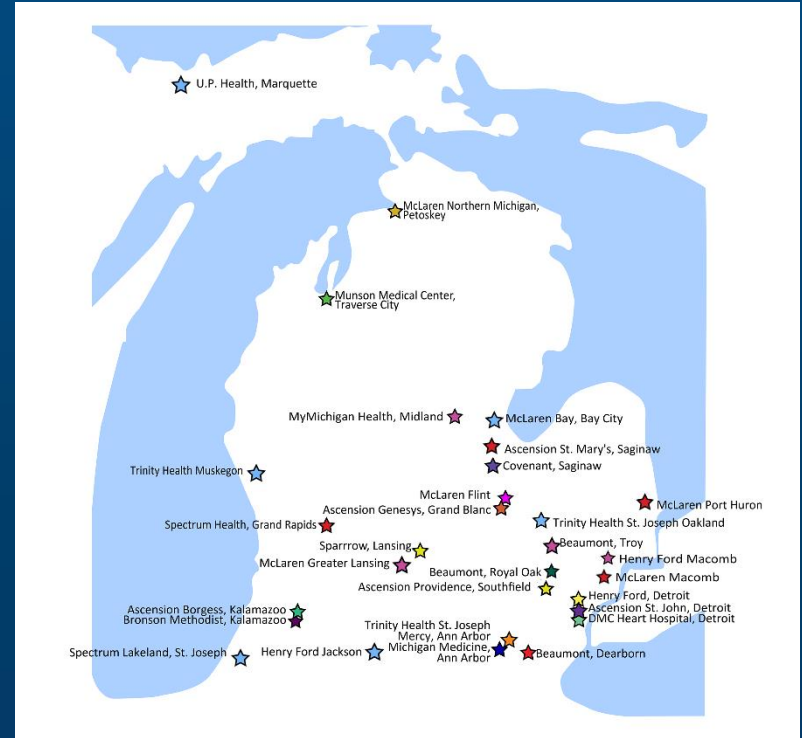 U.P. Health, Marquette
McLaren Northern Michigan,
Petoskey
Munson Medical Center,
Traverse City
MyMichigan Health, Midland
McLaren Bay, Bay City
Ascension St. Mary's, Saginaw
Covenant, Saginaw
Trinity Health Muskegon
McLaren Flint
McLaren Port Huron
Ascension Genesys, Grand Blanc
Spectrum Health, Grand Rapids
Trinity Health St. Joseph Oakland
Sparrrow, Lansing
Beaumont, Troy
McLaren Greater Lansing
Henry Ford Macomb
Beaumont, Royal Oak
McLaren Macomb
Ascension Providence, Southfield
Henry Ford, Detroit
Ascension Borgess, Kalamazoo
Ascension St. John, Detroit
Bronson Methodist, Kalamazoo
DMC Heart Hospital, Detroit
Trinity Health St. Joseph
Mercy, Ann Arbor
Michigan Medicine,
Ann Arbor
Spectrum Lakeland, St. Joseph
Henry Ford Jackson
Beaumont, Dearborn